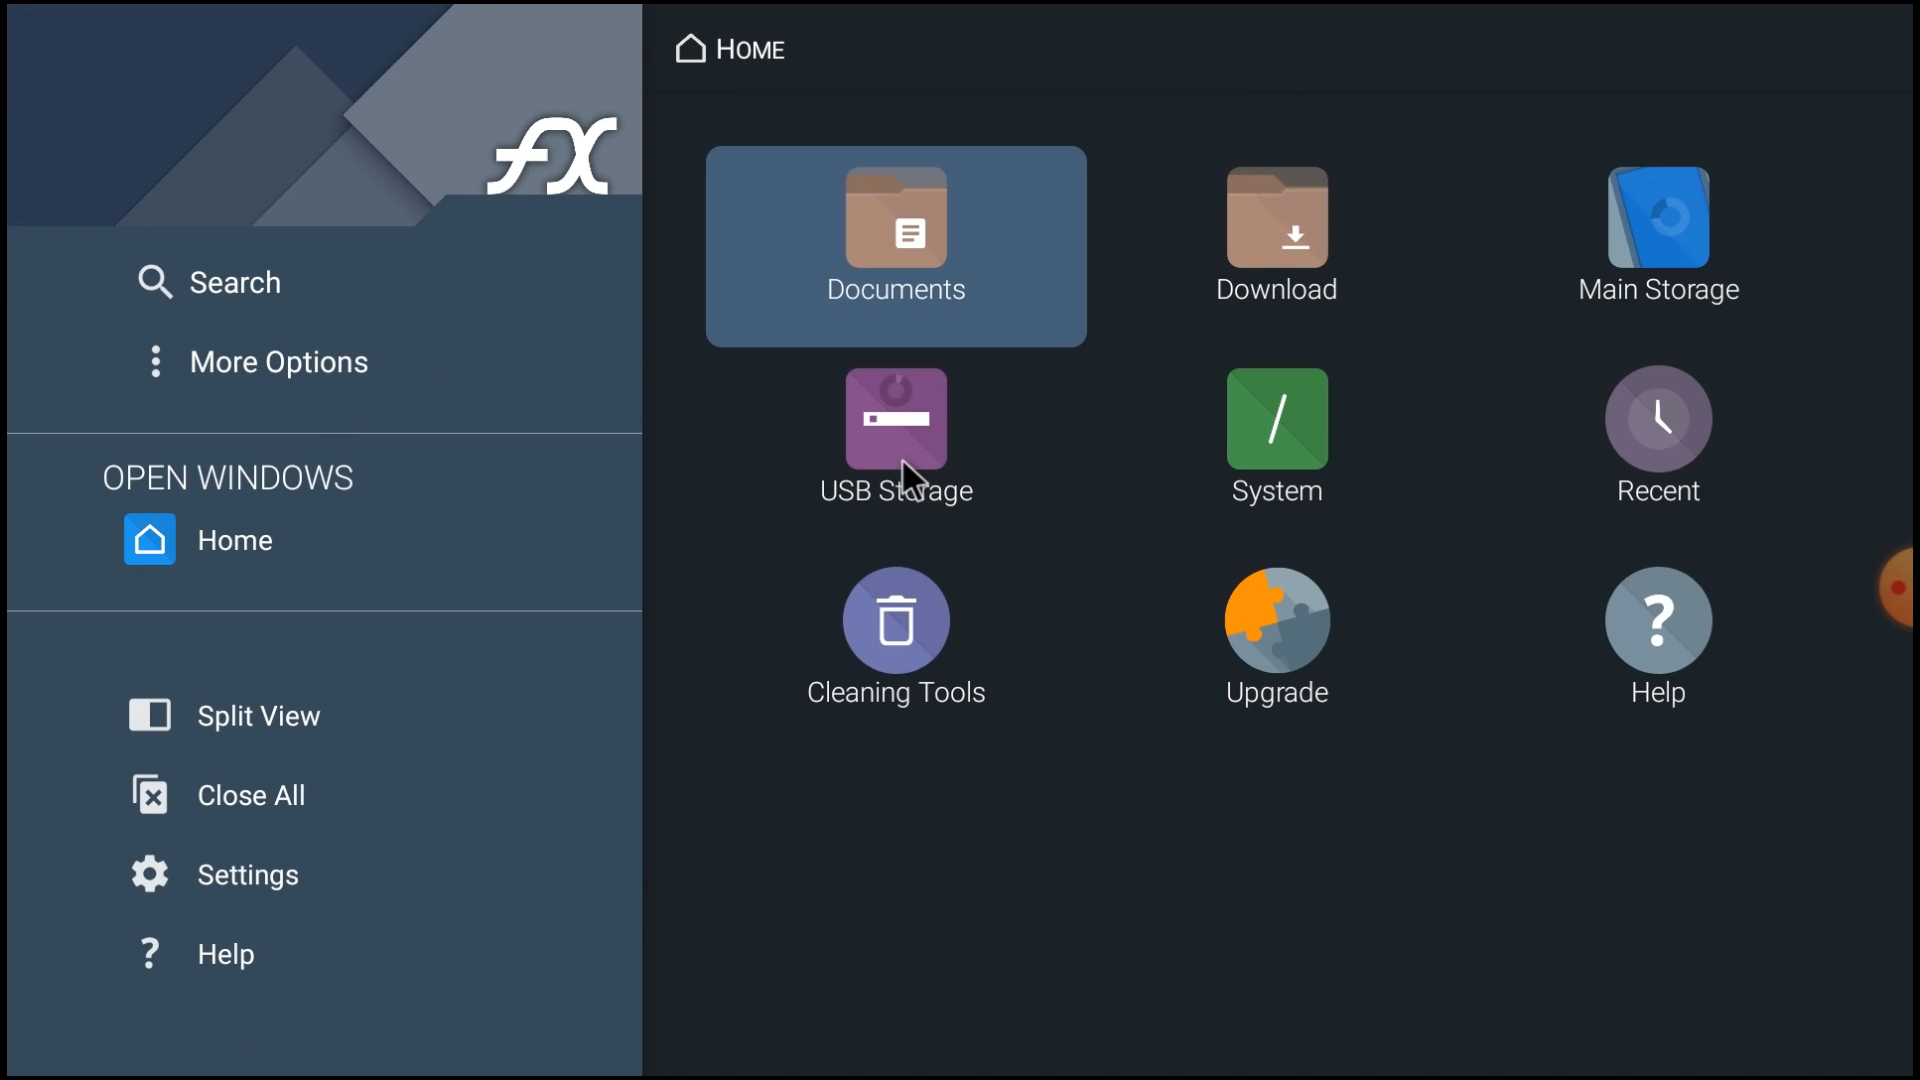 fX
Search
More Options
OPEN WINDOWS
Home
Split View
Close All
Settings
? Help
HOME
Documents
Download
Main Storage
USB Storage
/
System
Recent
Cleaning Tools
Upgrade
?
Help